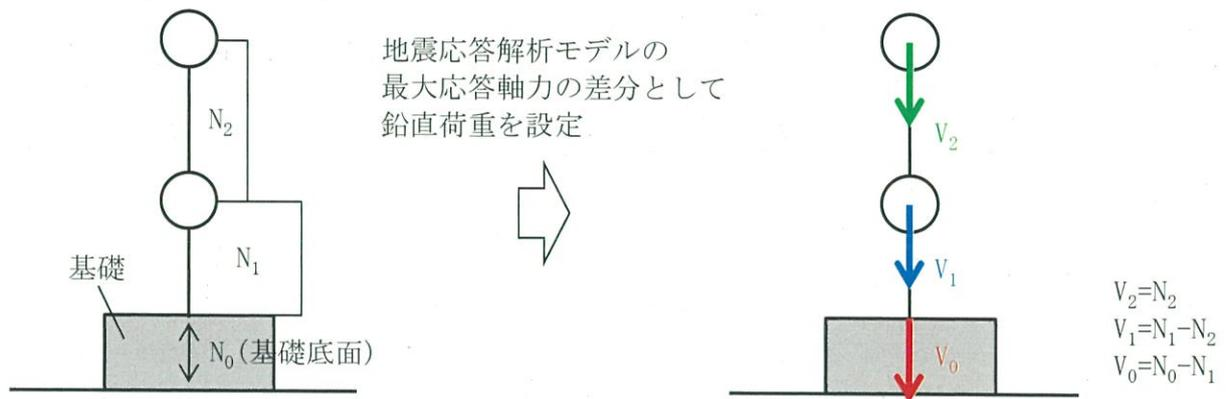 N₂
N₁
基礎
N₀(基礎底面)
地震応答解析モデルの
最大応答軸力の差分として
鉛直荷重を設定
V₂
V₁
V₀
V₂=N₂
V₁=N₁-N₂
V₀=N₀-N₁